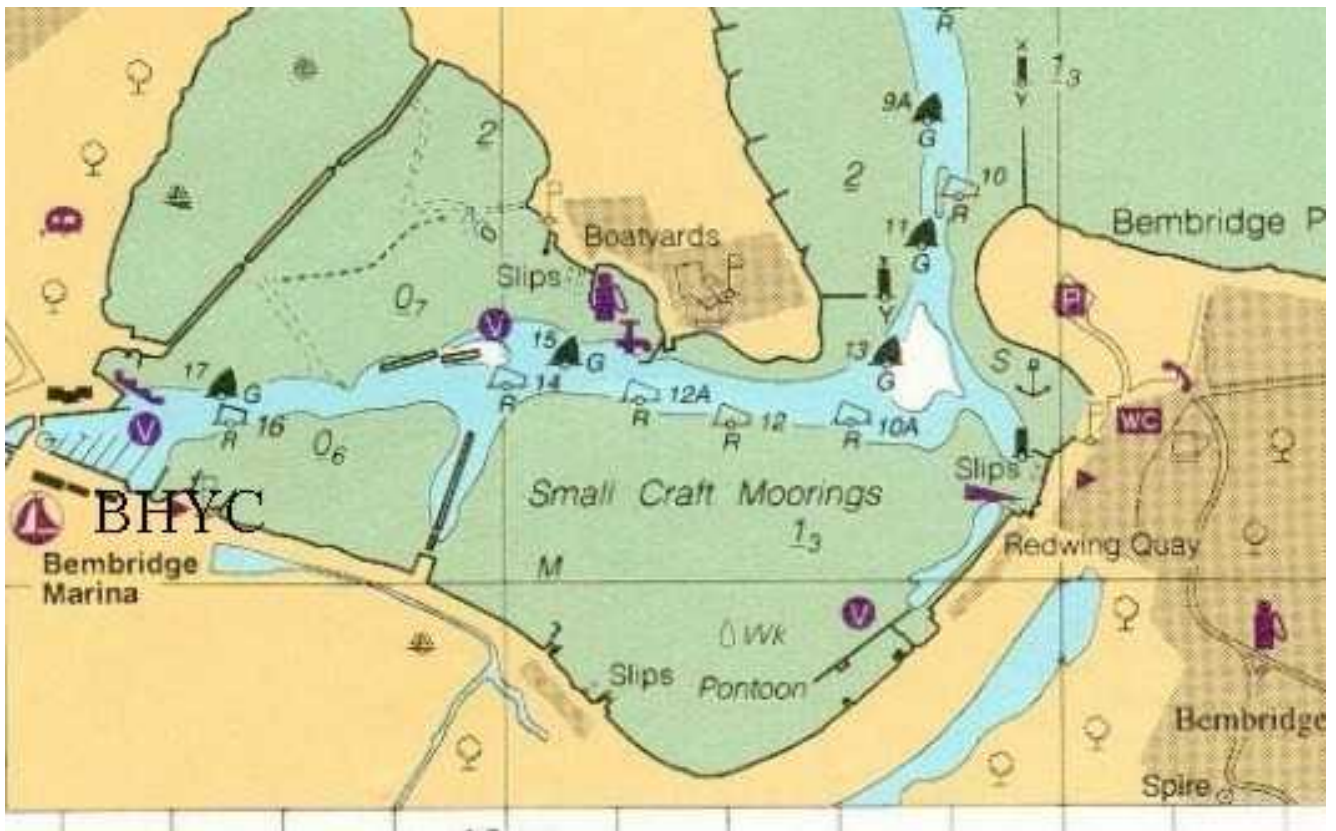 R
X
Y
1₃
9A
G
2
2
10
R
11
G
Bembridge P
Boatyards
Slips
X
Y
P
0₇
V
15
G
13
G
S
17
G
14
R
12A
R
12
R
10A
R
WC
V
16
R
0₆
Slips
Small Craft Moorings
BHYC
1₃
Redwing Quay
Bembridge
Marina
M
V
Wk
Slips
Pontoon
Bembridge
Spire